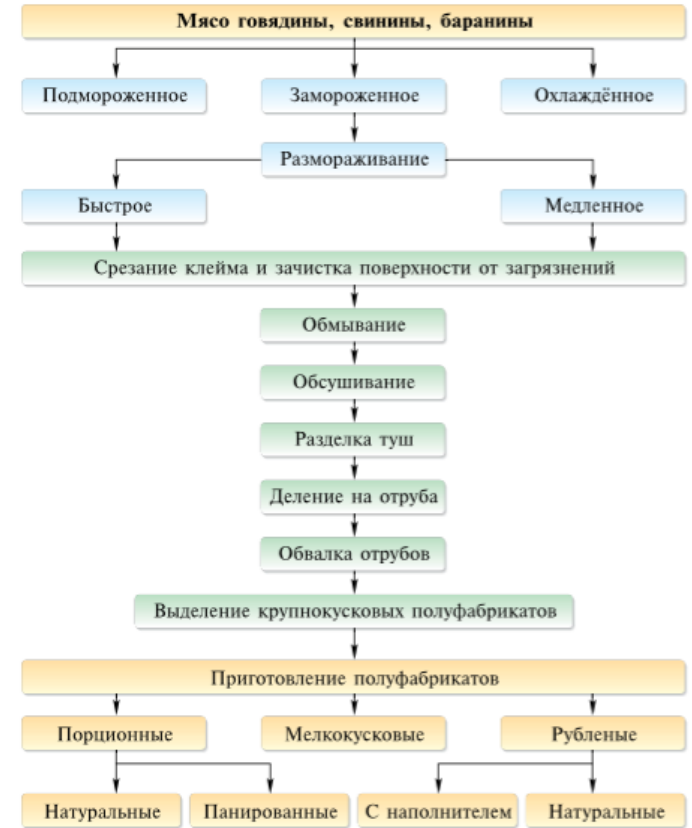 Мясо говядины, свинины, баранины
Подмороженное
Замороженное
Охлаждённое
Размораживание
Быстрое
Медленное
Срезание клейма и зачистка поверхности от загрязнений
Обмывание
Обсушивание
Разделка туш
Деление на отруба
Обвалка отрубов
Выделение крупнокусковых полуфабрикатов
Приготовление полуфабрикатов
Порционные
Мелкокусковые
Рубленые
Натуральные
Панированные
С наполнителем
Натуральные